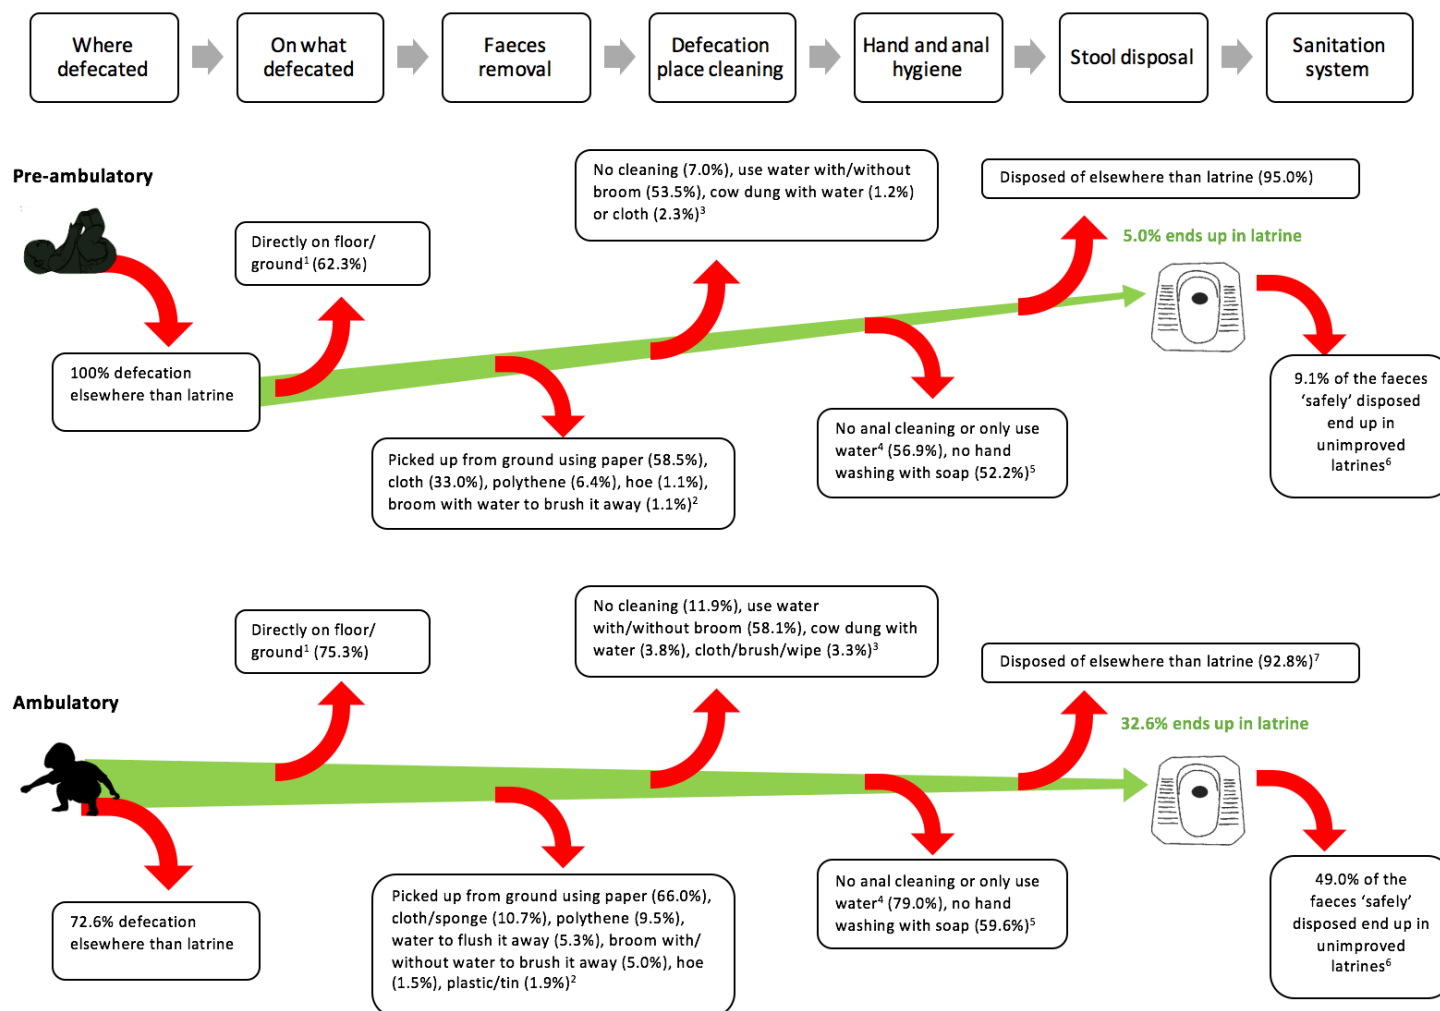 Where
defecated
On what
defecated
Faeces
removal
Defecation
place cleaning
Hand and anal
hygiene
Stool disposal
Sanitation
system
Pre-ambulatory
100% defecation
elsewhere than latrine
Directly on floor/
ground¹ (62.3%)
Picked up from ground using paper (58.5%),
cloth (33.0%), polythene (6.4%), hoe (1.1%),
broom with water to brush it away (1.1%)²
No cleaning (7.0%), use water with/without
broom (53.5%), cow dung with water (1.2%)
or cloth (2.3%)³
No anal cleaning or only use
water⁴ (56.9%), no hand
washing with soap (52.2%)⁵
Disposed of elsewhere than latrine (95.0%)
5.0% ends up in latrine
9.1% of the faeces
‘safely’ disposed
end up in
unimproved
latrines⁶
Ambulatory
72.6% defecation
elsewhere than latrine
Directly on floor/
ground¹ (75.3%)
Picked up from ground using paper (66.0%),
cloth/sponge (10.7%), polythene (9.5%),
water to flush it away (5.3%), broom with/
without water to brush it away (5.0%), hoe
(1.5%), plastic/tin (1.9%)²
No cleaning (11.9%), use water
with/without broom (58.1%), cow dung with
water (3.8%), cloth/brush/wipe (3.3%)³
No anal cleaning or only use
water⁴ (79.0%), no hand
washing with soap (59.6%)⁵
Disposed of elsewhere than latrine (92.8%)⁷
32.6% ends up in latrine
49.0% of the
faeces ‘safely’
disposed end up in
unimproved
latrines⁶